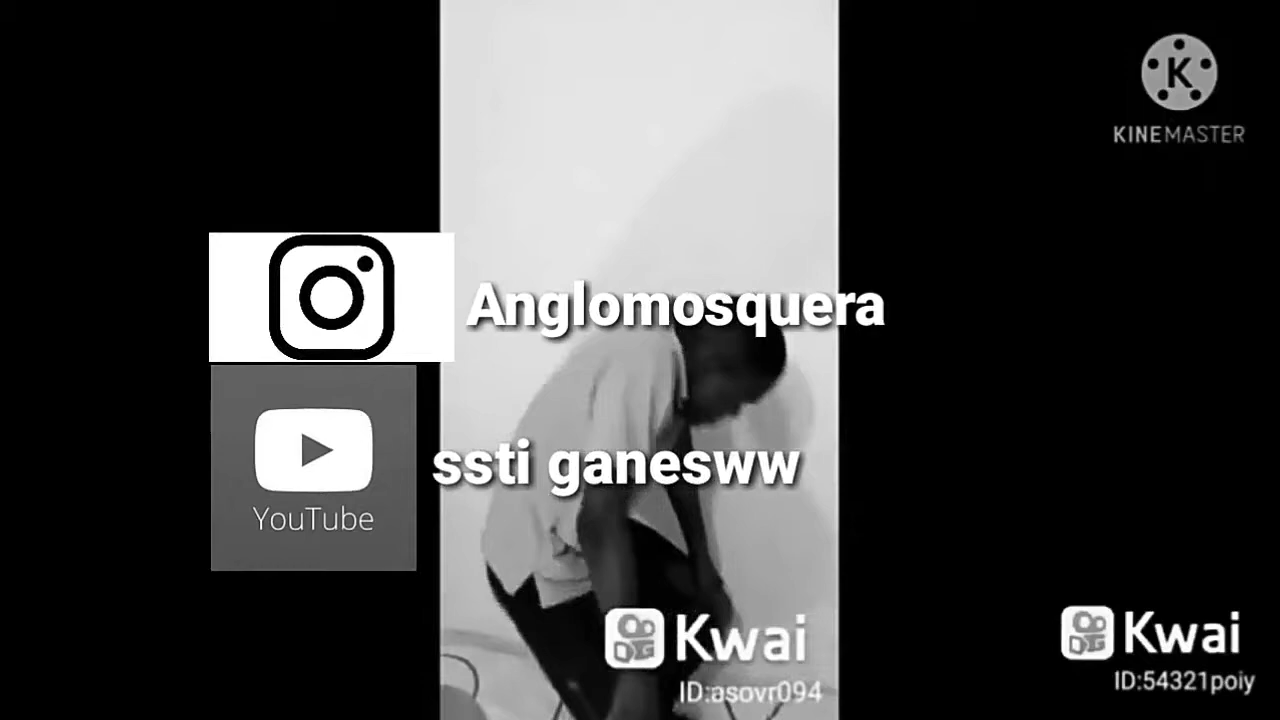 KINEMASTER
Anglomosquera
ssti ganesww
YouTube
Kwai
ID:asovr094
Kwai
ID:54321poiy